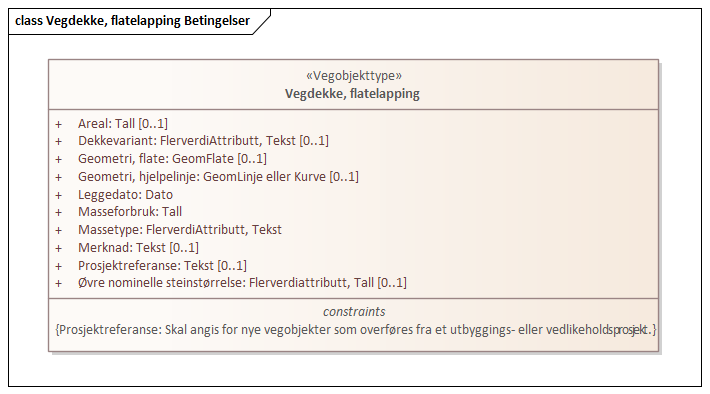 class Vegdekke, flatelapping Betingelser
«Vegobjekttype»
Vegdekke, flatelapping
+ Areal: Tall [0..1]
+ Dekkevariant: FlerverdiAttributt, Tekst [0..1]
+ Geometri, flate: GeomFlate [0..1]
+ Geometri, hjelpelinje: GeomLinje eller Kurve [0..1]
+ Leggedato: Dato
+ Masseforbruk: Tall
+ Massetype: FlerverdiAttributt, Tekst
+ Merknad: Tekst [0..1]
+ Prosjektreferanse: Tekst [0..1]
+ Øvre nominelle steinstørrelse: Flerverdiattributt, Tall [0..1]
constraints
{Prosjektreferanse: Skal angis for nye vegobjekter som overføres fra et utbyggings- eller vedlikeholdsprosjekt.}